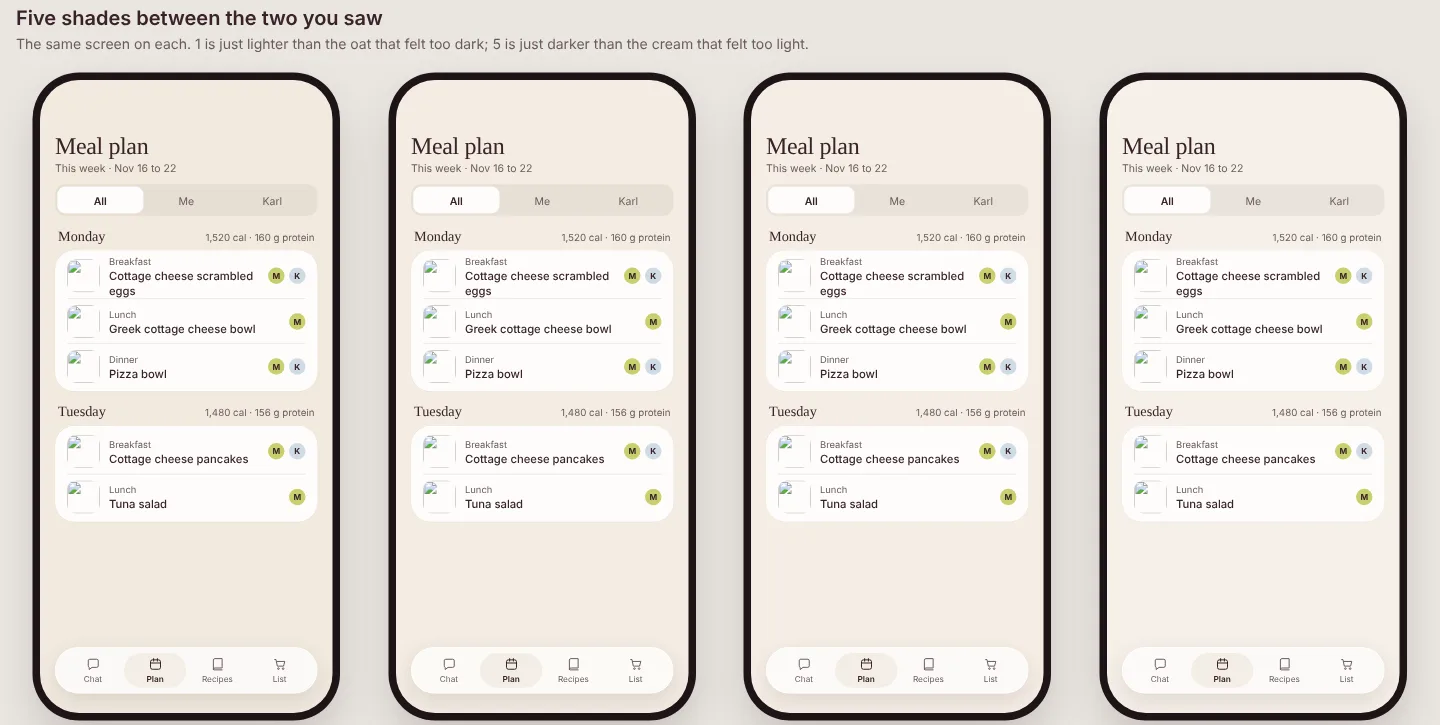 Five shades between the two you saw
The same screen on each. 1 is just lighter than the oat that felt too dark; 5 is just darker than the cream that felt too light.
Meal plan
This week · Nov 16 to 22
All Me Karl
Monday 1,520 cal · 160 g protein
Breakfast
Cottage cheese scrambled
eggs
M K
Lunch
Greek cottage cheese bowl
M
Dinner
Pizza bowl
M K
Tuesday 1,480 cal · 156 g protein
Breakfast
Cottage cheese pancakes
M K
Lunch
Tuna salad
M
Chat Plan Recipes List
Meal plan
This week · Nov 16 to 22
All Me Karl
Monday 1,520 cal · 160 g protein
Breakfast
Cottage cheese scrambled
eggs
M K
Lunch
Greek cottage cheese bowl
M
Dinner
Pizza bowl
M K
Tuesday 1,480 cal · 156 g protein
Breakfast
Cottage cheese pancakes
M K
Lunch
Tuna salad
M
Chat Plan Recipes List
Meal plan
This week · Nov 16 to 22
All Me Karl
Monday 1,520 cal · 160 g protein
Breakfast
Cottage cheese scrambled
eggs
M K
Lunch
Greek cottage cheese bowl
M
Dinner
Pizza bowl
M K
Tuesday 1,480 cal · 156 g protein
Breakfast
Cottage cheese pancakes
M K
Lunch
Tuna salad
M
Chat Plan Recipes List
Meal plan
This week · Nov 16 to 22
All Me Karl
Monday 1,520 cal · 160 g protein
Breakfast
Cottage cheese scrambled
eggs
M K
Lunch
Greek cottage cheese bowl
M
Dinner
Pizza bowl
M K
Tuesday 1,480 cal · 156 g protein
Breakfast
Cottage cheese pancakes
M K
Lunch
Tuna salad
M
Chat Plan Recipes List